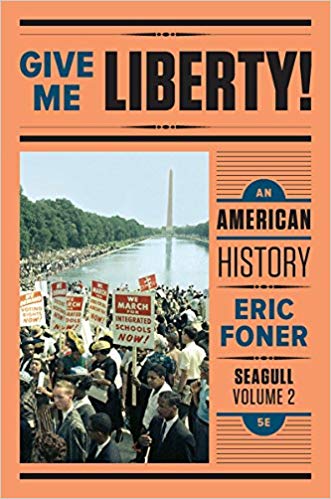 GIVE
ME
LIBERTY!
AN
AMERICAN
HISTORY
ERIC
FONER
SEAGULL
VOLUME 2
5E
VOTING
RIGHTS
NOW!
WE
MARCH
FOR
INTEGRATED
SCHOOLS
NOW!